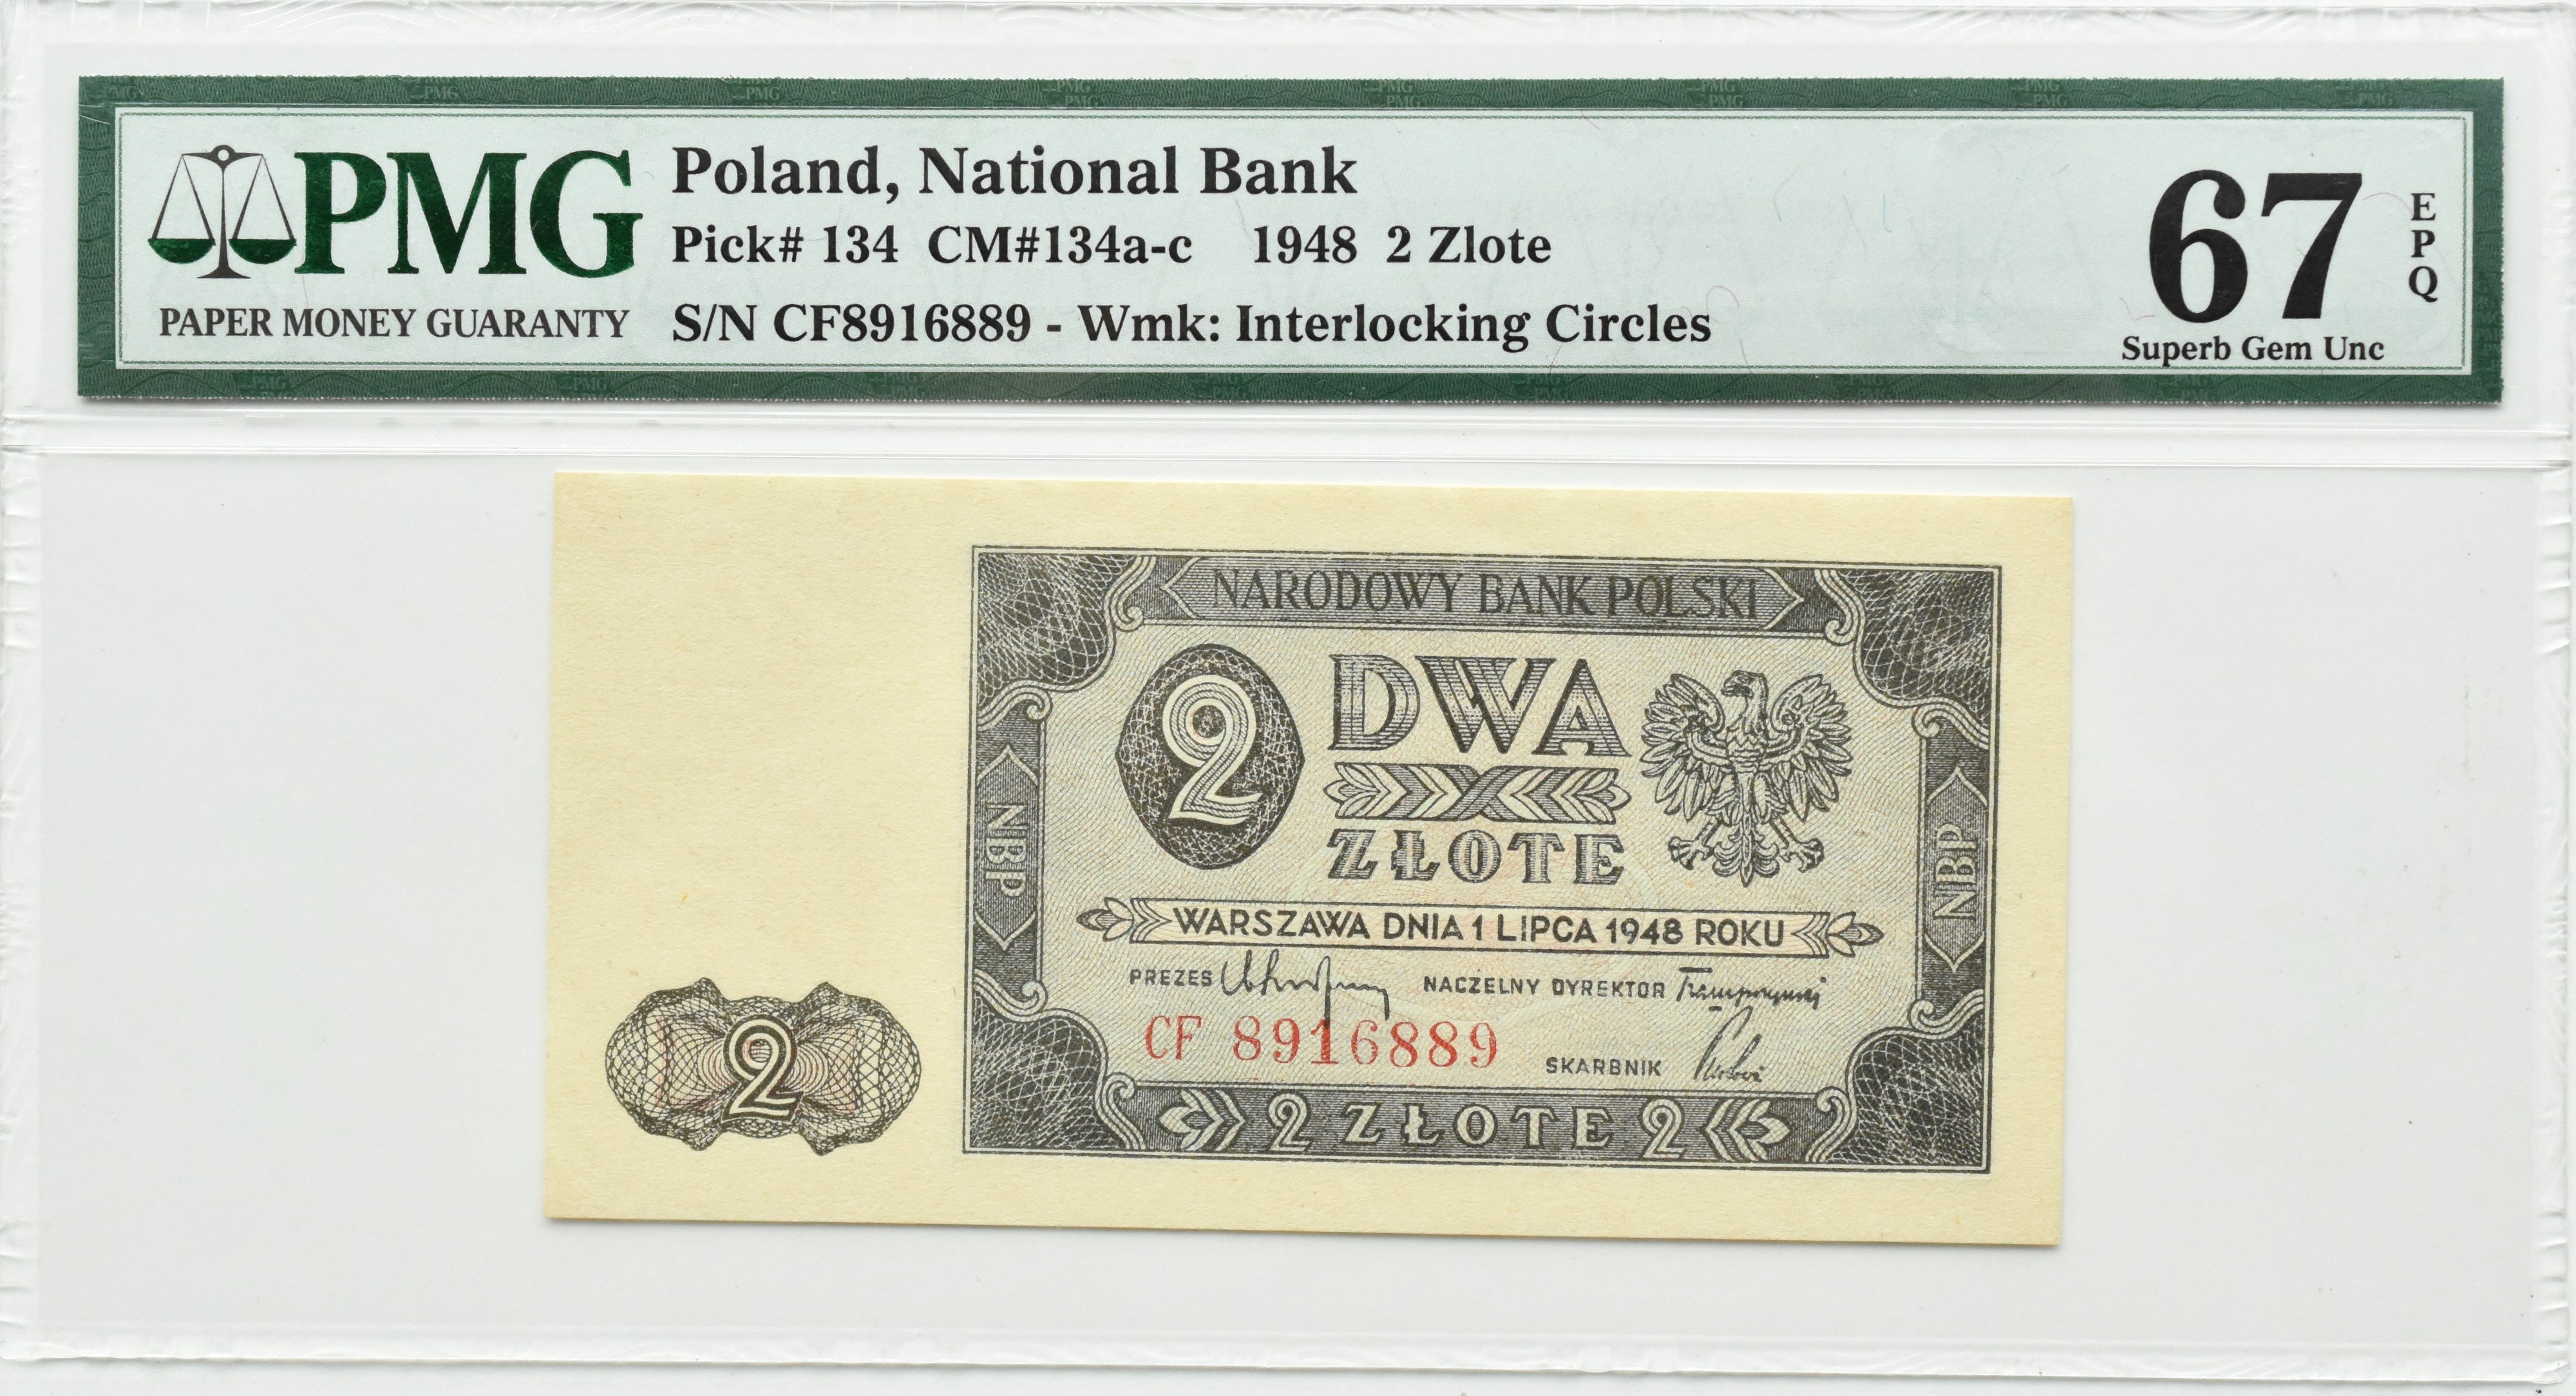 PMG
PAPER MONEY GUARANTY
Poland, National Bank
Pick# 134 CM#134a-c 1948 2 Zlote
S/N CF8916889 - Wmk: Interlocking Circles
67
EPQ
Superb Gem Unc
NARODOWY BANK POLSKI
2
DWA
ZŁOTE
NBP
NBP
WARSZAWA DNIA 1 LIPCA 1948 ROKU
PREZES
NACZELNY DYREKTOR
CF 8916889
SKARBNIK
2
2 ZŁOTE 2